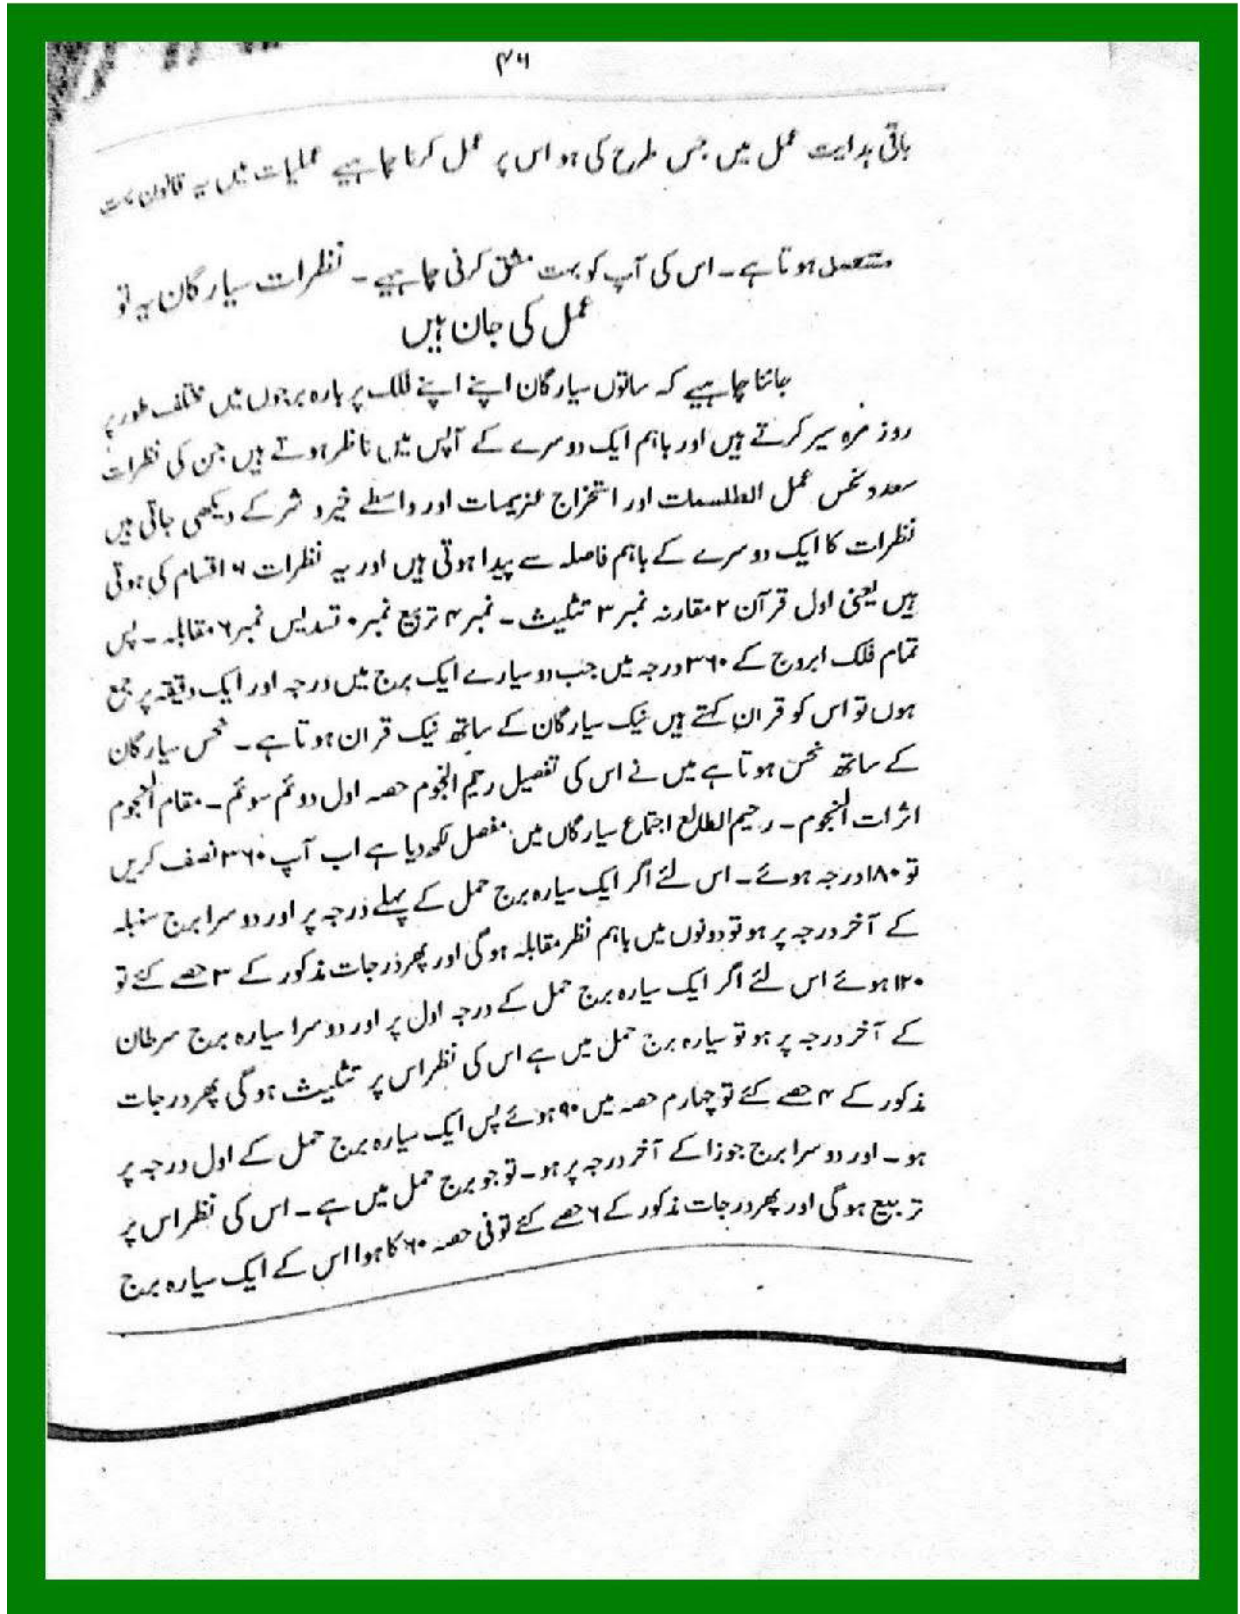 ۴۶
باقی ہدایت عمل میں جس طرح کی ہو اس پر عمل کرنا چاہیے عملیات میں یہ قانون بہت
مستعمل ہوتا ہے ۔ اس کی آپ کو بہت مشق کرنی چاہیے ۔ نظرات سیارگان یہ تو
عمل کی جان ہیں
جاننا چاہیے کہ ساتوں سیارگان اپنے اپنے فلک پر بارہ برجوں میں مختلف طور پر
روز مرہ سیر کرتے ہیں اور باہم ایک دوسرے کے آپس میں ناظر ہوتے ہیں جن کی نظرات
سعد و نحس عمل الطلسمات اور استخراج عزیمات اور واسطے خیر و شر کے دیکھی جاتی ہیں
نظرات کا ایک دوسرے کے باہم فاصلہ سے پیدا ہوتی ہیں اور یہ نظرات ۶ اقسام کی ہوتی
ہیں یعنی اول قرآن ۲ مقارنہ نمبر ۳ تثلیث ۔ نمبر ۴ تربیع نمبر ۰ تسدیس نمبر ۶ مقابلہ ۔ پس
تمام فلک ابروج کے ۳۶۰ درجہ میں جب دو سیارے ایک برج میں درجہ اور ایک دقیقہ پر جمع
ہوں تو اس کو قران کہتے ہیں نیک سیارگان کے ساتھ نیک قران ہوتا ہے ۔ نحس سیارگان
کے ساتھ نحس ہوتا ہے میں نے اس کی تفصیل رحیم النجوم حصہ اول دوئم سوئم ۔ مقام النجوم
اثرات النجوم ۔ رحیم الطالع اجتماع سیارگاں میں مفصل لکھ دیا ہے اب آپ ۳۶۰ نصف کریں
تو ۱۸۰ درجہ ہوئے ۔ اس لئے اگر ایک سیارہ برج حمل کے پہلے درجہ پر اور دوسرا برج سنبلہ
کے آخر درجہ پر ہو تو دونوں میں باہم نظر مقابلہ ہوگی اور پھر درجات مذکور کے ۳ حصے کئے تو
۱۲۰ ہوئے اس لئے اگر ایک سیارہ برج حمل کے درجہ اول پر اور دوسرا سیارہ برج سرطان
کے آخر درجہ پر ہو تو سیارہ برج حمل میں ہے اس کی نظر اس پر تثلیث ہوگی پھر درجات
مذکور کے ۴ حصے کئے تو چہارم حصہ میں ۹۰ ہوئے پس ایک سیارہ برج حمل کے اول درجہ پر
ہو ۔ اور دوسرا برج جوزا کے آخر درجہ پر ہو ۔ تو جو برج حمل میں ہے ۔ اس کی نظر اس پر
تربیع ہوگی اور پھر درجات مذکور کے ۶ حصے کئے تو فی حصہ ۶۰ کا ہوا اس کے ایک سیارہ برج